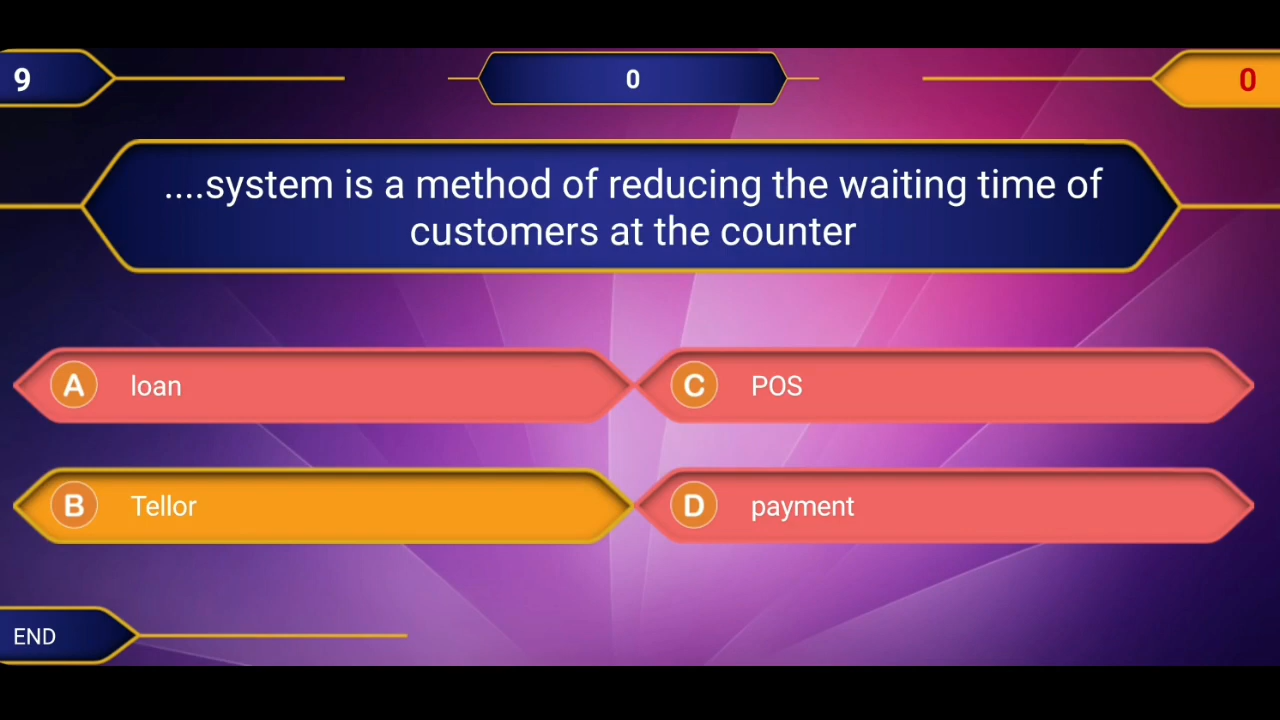 9
0
0
....system is a method of reducing the waiting time of
customers at the counter
A loan
C POS
B Tellor
D payment
END